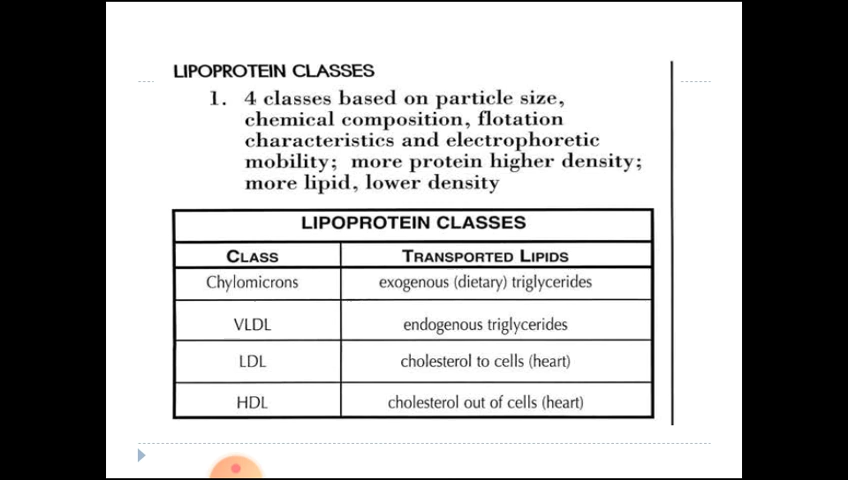 LIPOPROTEIN CLASSES
1. 4 classes based on particle size,
chemical composition, flotation
characteristics and electrophoretic
mobility; more protein higher density;
more lipid, lower density
LIPOPROTEIN CLASSES
CLASS TRANSPORTED LIPIDS
Chylomicrons exogenous (dietary) triglycerides
VLDL endogenous triglycerides
LDL cholesterol to cells (heart)
HDL cholesterol out of cells (heart)